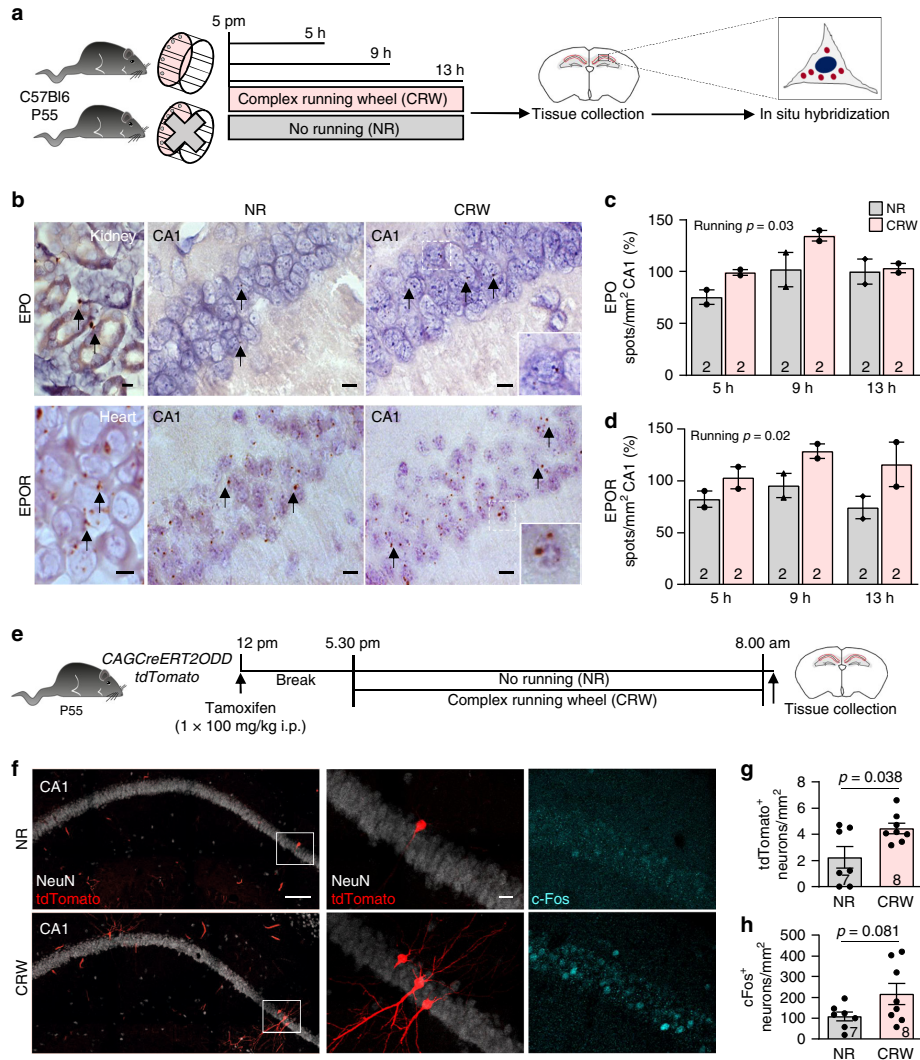 a
5 pm
5 h
9 h
13 h
C57Bl6
P55
Complex running wheel (CRW)
No running (NR)
Tissue collection
In situ hybridization
b
NR
CRW
EPO
Kidney
CA1
CA1
EPOR
Heart
CA1
CA1
c
NR
CRW
Running p = 0.03
EPO
spots/mm² CA1 (%)
150
100
50
0
2 2 2 2 2 2
5 h 9 h 13 h
d
Running p = 0.02
EPOR
spots/mm² CA1 (%)
150
100
50
0
2 2 2 2 2 2
5 h 9 h 13 h
e
CAGCreERT2ODD
tdTomato
P55
12 pm
5.30 pm
8.00 am
Break
No running (NR)
Complex running wheel (CRW)
Tamoxifen
(1 × 100 mg/kg i.p.)
Tissue collection
f
NR
CA1
NeuN
tdTomato
NeuN
tdTomato
c-Fos
CRW
CA1
g
p = 0.038
tdTomato⁺
neurons/mm²
8
6
4
2
0
7 8
NR CRW
h
p = 0.081
cFos⁺
neurons/mm²
500
400
300
200
100
0
7 8
NR CRW